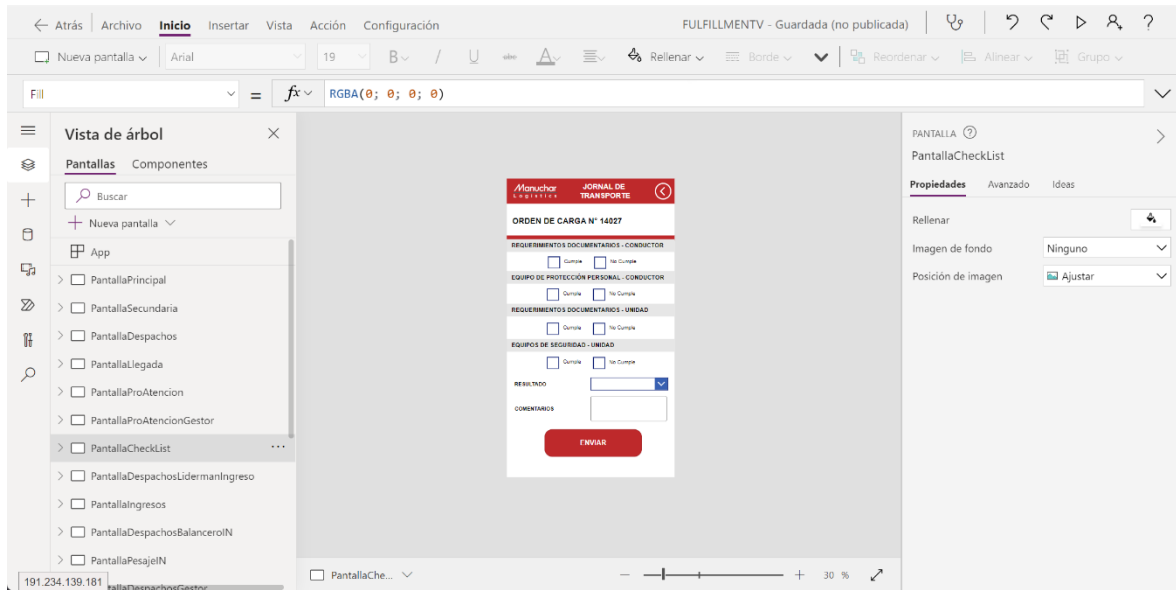 ← Atrás Archivo Inicio Insertar Vista Acción Configuración FULFILLMENTV - Guardada (no publicada)
Nueva pantalla Arial 19 B / U abc A Rellenar Borde Reordenar Alinear Grupo
Fill = fx RGBA(0; 0; 0; 0)
Vista de árbol
Pantallas Componentes
Buscar
Nueva pantalla
App
PantallaPrincipal
PantallaSecundaria
PantallaDespachos
PantallaLlegada
PantallaProAtencion
PantallaProAtencionGestor
PantallaCheckList
PantallaDespachosLidermanIngreso
PantallaIngresos
PantallaDespachosBalanceroIN
PantallaPesajeIN
PantallaDespachosGestor
191.234.139.181
Manuchar
Logistics
JORNAL DE
TRANSPORTE
ORDEN DE CARGA N° 14027
REQUERIMIENTOS DOCUMENTARIOS - CONDUCTOR
Cumple No Cumple
EQUIPO DE PROTECCIÓN PERSONAL - CONDUCTOR
Cumple No Cumple
REQUERIMIENTOS DOCUMENTARIOS - UNIDAD
Cumple No Cumple
EQUIPOS DE SEGURIDAD - UNIDAD
Cumple No Cumple
RESULTADO
COMENTARIOS
ENVIAR
PantallaChe... 30 %
PANTALLA
PantallaCheckList
Propiedades Avanzado Ideas
Rellenar
Imagen de fondo Ninguno
Posición de imagen Ajustar